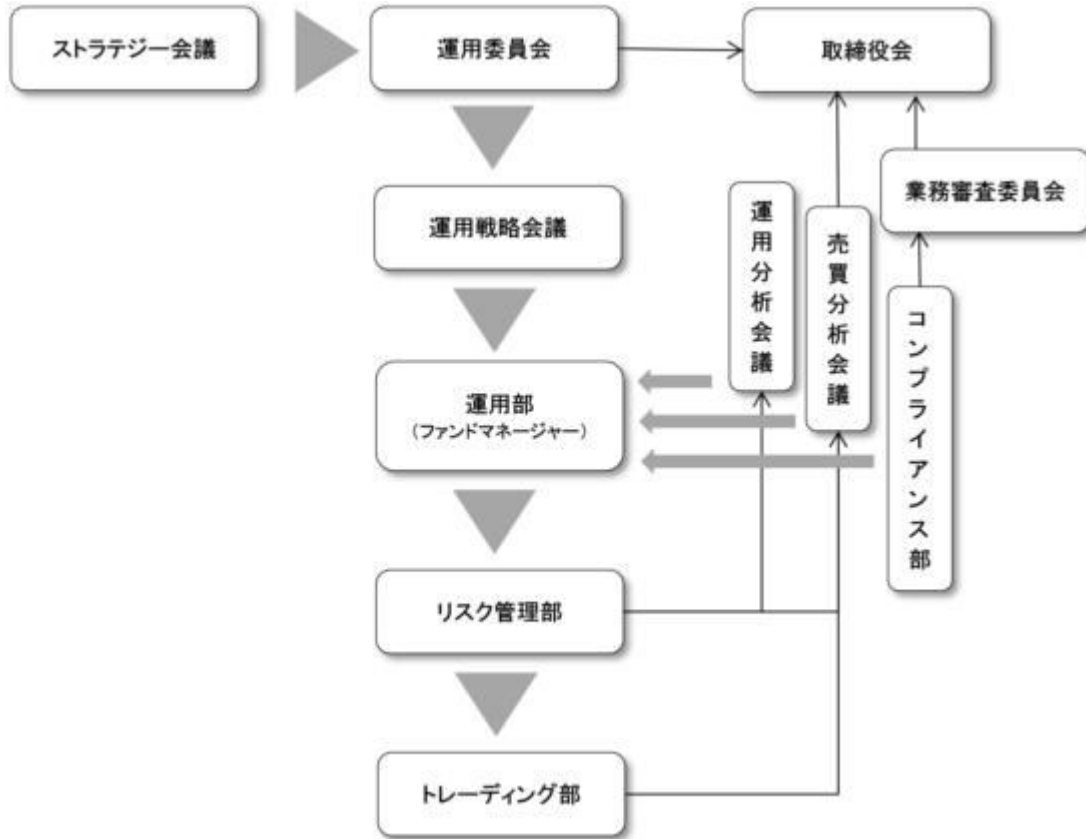 ストラテジー会議
運用委員会
取締役会
業務審査委員会
運用戦略会議
運用分析会議
売買分析会議
コンプライアンス部
運用部
(ファンドマネージャー)
リスク管理部
トレーディング部